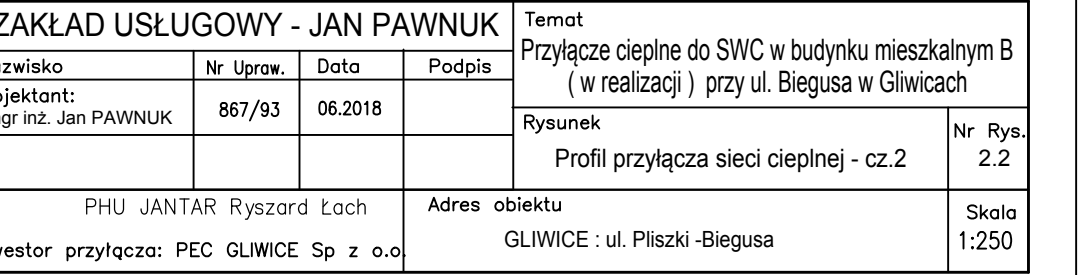 ZAKŁAD USŁUGOWY - JAN PAWNUK
Temat
Przyłącze cieplne do SWC w budynku mieszkalnym B
( w realizacji ) przy ul. Biegusa w Gliwicach
azwisko Nr Upraw. Data Podpis
ojektant:
gr inż. Jan PAWNUK 867/93 06.2018
Rysunek
Profil przyłącza sieci cieplnej - cz.2
Nr Rys.
2.2
PHU JANTAR Ryszard Łach
westor przyłącza: PEC GLIWICE Sp z o.o.
Adres obiektu
GLIWICE : ul. Pliszki -Biegusa
Skala
1:250